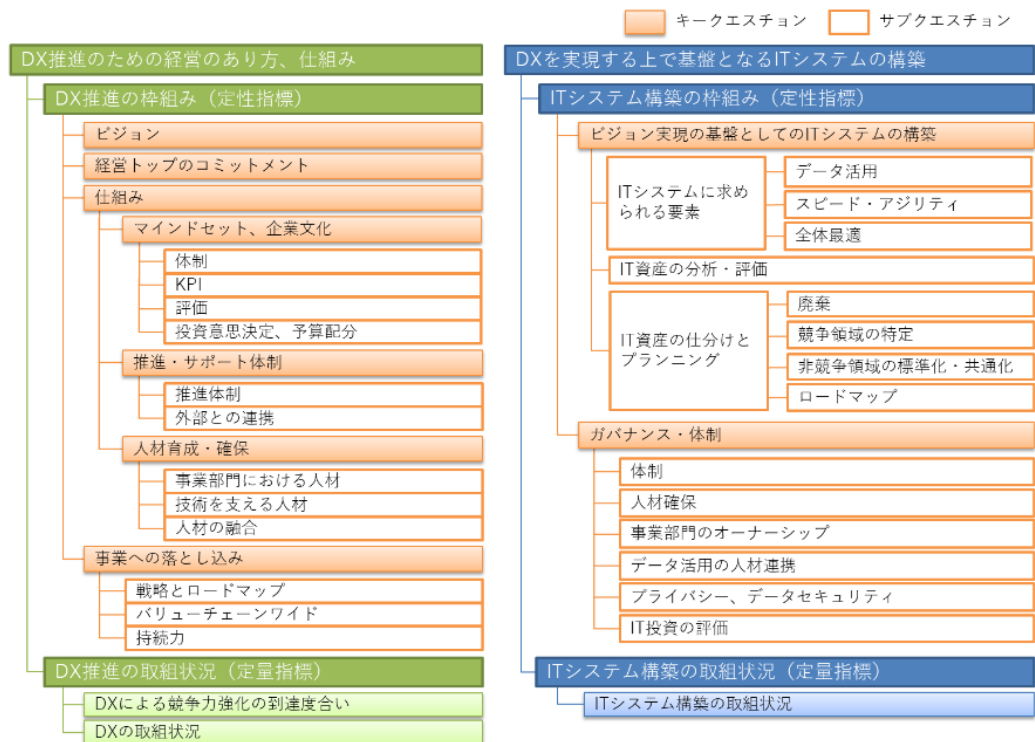 キークエスチョン
サブクエスチョン
DX推進のための経営のあり方、仕組み
DX推進の枠組み（定性指標）
ビジョン
経営トップのコミットメント
仕組み
マインドセット、企業文化
体制
KPI
評価
投資意思決定、予算配分
推進・サポート体制
推進体制
外部との連携
人材育成・確保
事業部門における人材
技術を支える人材
人材の融合
事業への落とし込み
戦略とロードマップ
バリューチェーンワイド
持続力
DX推進の取組状況（定量指標）
DXによる競争力強化の到達度合い
DXの取組状況
DXを実現する上で基盤となるITシステムの構築
ITシステム構築の枠組み（定性指標）
ビジョン実現の基盤としてのITシステムの構築
ITシステムに求め
られる要素
データ活用
スピード・アジリティ
全体最適
IT資産の分析・評価
IT資産の仕分けと
プランニング
廃棄
競争領域の特定
非競争領域の標準化・共通化
ロードマップ
ガバナンス・体制
体制
人材確保
事業部門のオーナーシップ
データ活用の人材連携
プライバシー、データセキュリティ
IT投資の評価
ITシステム構築の取組状況（定量指標）
ITシステム構築の取組状況